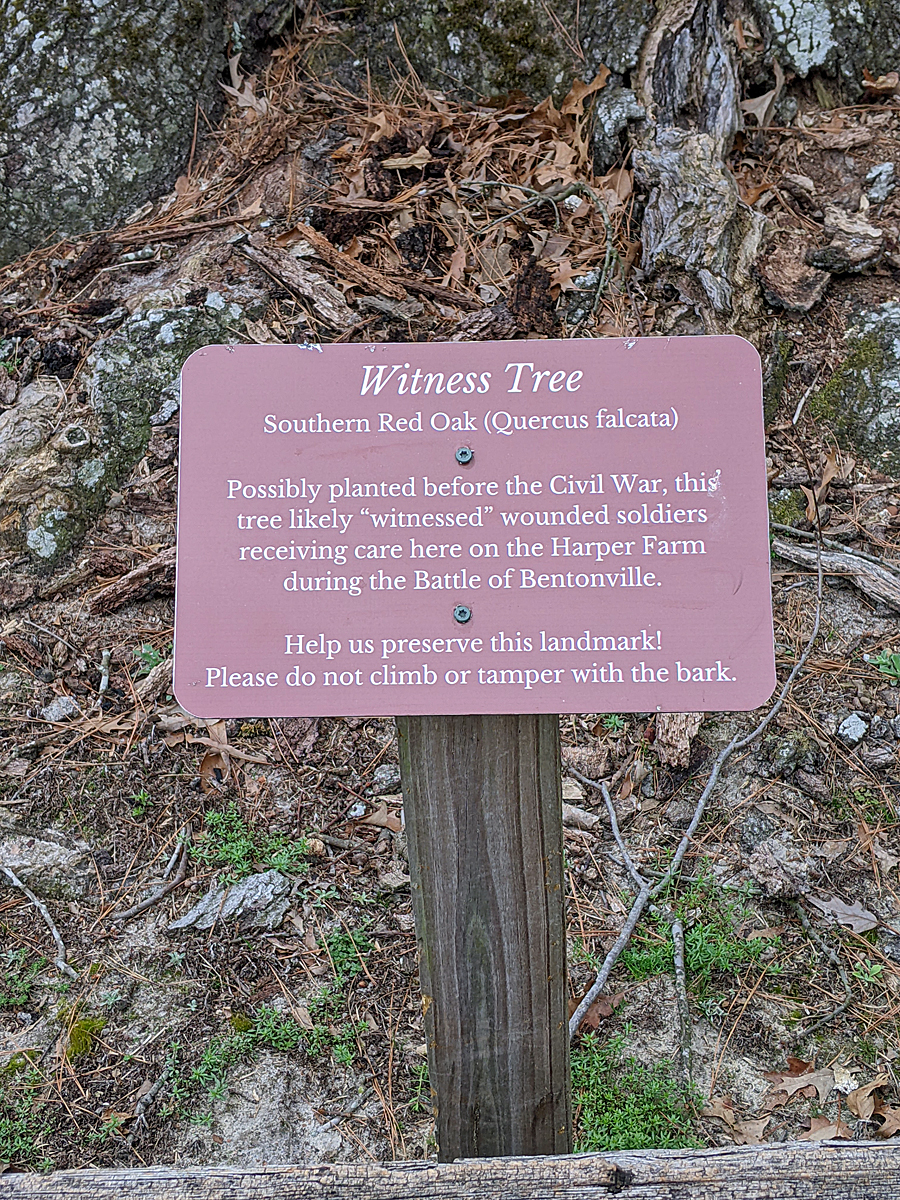 Witness Tree
Southern Red Oak (Quercus falcata)
Possibly planted before the Civil War, this
tree likely “witnessed” wounded soldiers
receiving care here on the Harper Farm
during the Battle of Bentonville.
Help us preserve this landmark!
Please do not climb or tamper with the bark.